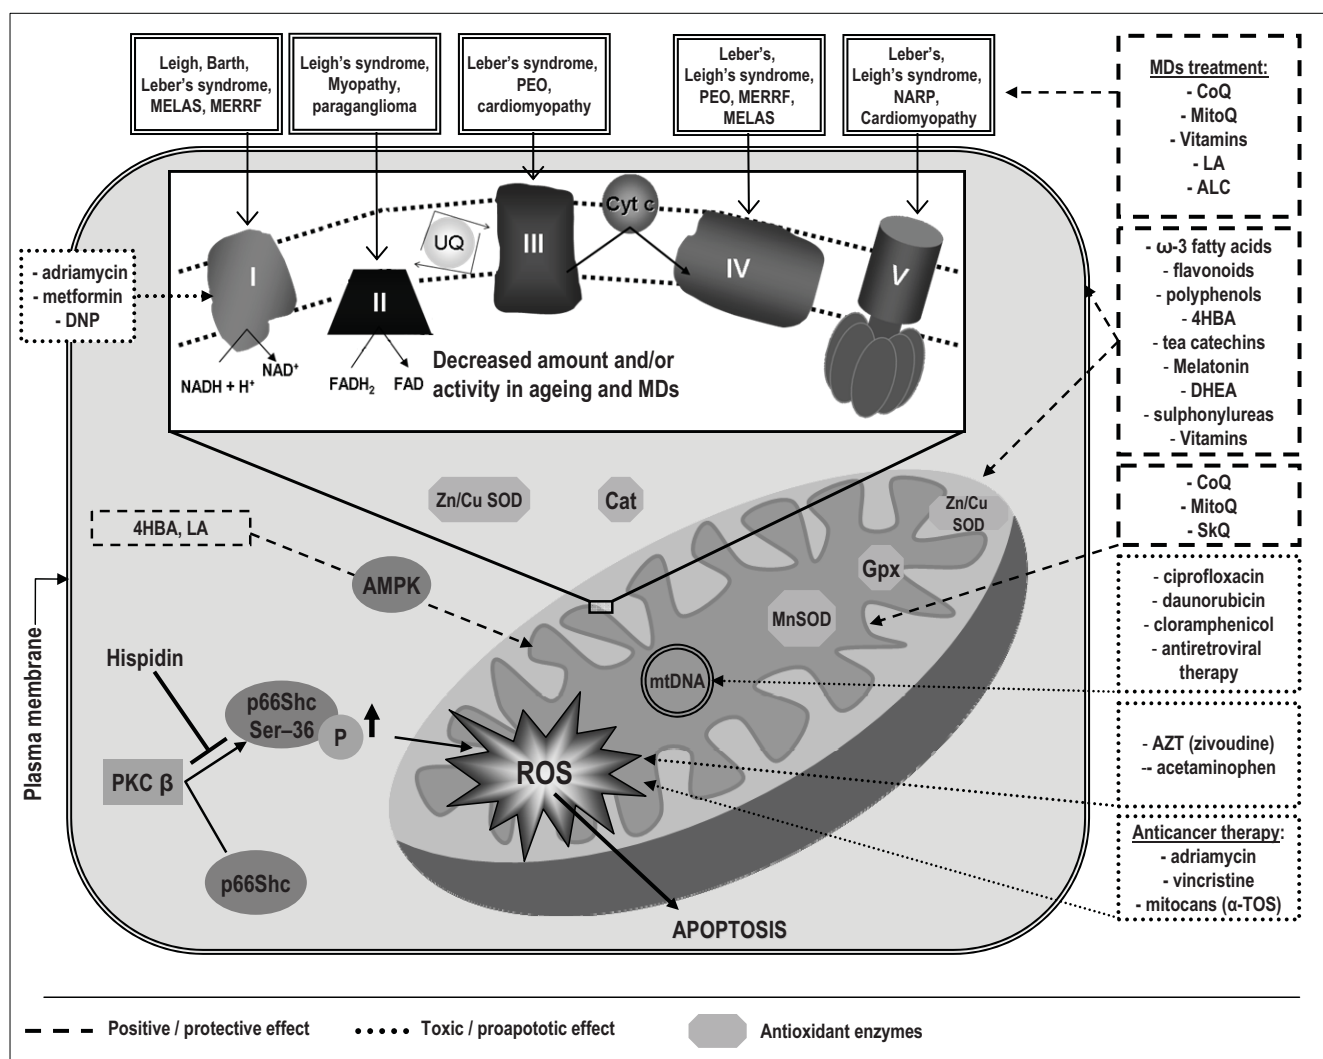 Leigh, Barth,
Leber's syndrome,
MELAS, MERRF
Leigh's syndrome,
Myopathy,
paraganglioma
Leber's syndrome,
PEO,
cardiomyopathy
Leber's,
Leigh's syndrome,
PEO, MERRF,
MELAS
Leber's,
Leigh's syndrome,
NARP,
Cardiomyopathy
MDs treatment:
- CoQ
- MitoQ
- Vitamins
- LA
- ALC
- ω-3 fatty acids
- flavonoids
- polyphenols
- 4HBA
- tea catechins
- Melatonin
- DHEA
- sulphonylureas
- Vitamins
- CoQ
- MitoQ
- SkQ
- ciprofloxacin
- daunorubicin
- cloramphenicol
- antiretroviral
therapy
- AZT (zivoudine)
-- acetaminophen
Anticancer therapy:
- adriamycin
- vincristine
- mitocans (α-TOS)
- adriamycin
- metformin
- DNP
I
II
UQ
III
Cyt c
IV
V
NADH + H⁺
NAD⁺
FADH₂
FAD
Decreased amount and/or
activity in ageing and MDs
Zn/Cu SOD
Cat
Zn/Cu
SOD
Gpx
MnSOD
mtDNA
4HBA, LA
AMPK
Hispidin
p66Shc
Ser–36
P
PKC β
p66Shc
ROS
APOPTOSIS
Plasma membrane
Positive / protective effect
Toxic / proapototic effect
Antioxidant enzymes